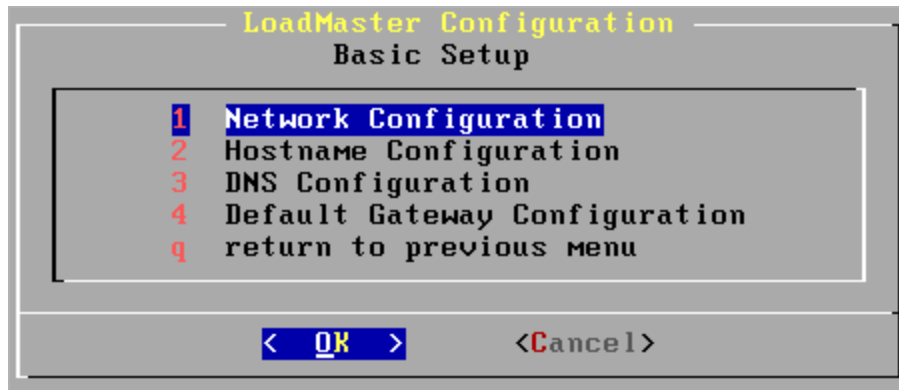 LoadMaster Configuration
Basic Setup
1 Network Configuration
2 Hostname Configuration
3 DNS Configuration
4 Default Gateway Configuration
q return to previous menu
< OK > <Cancel>